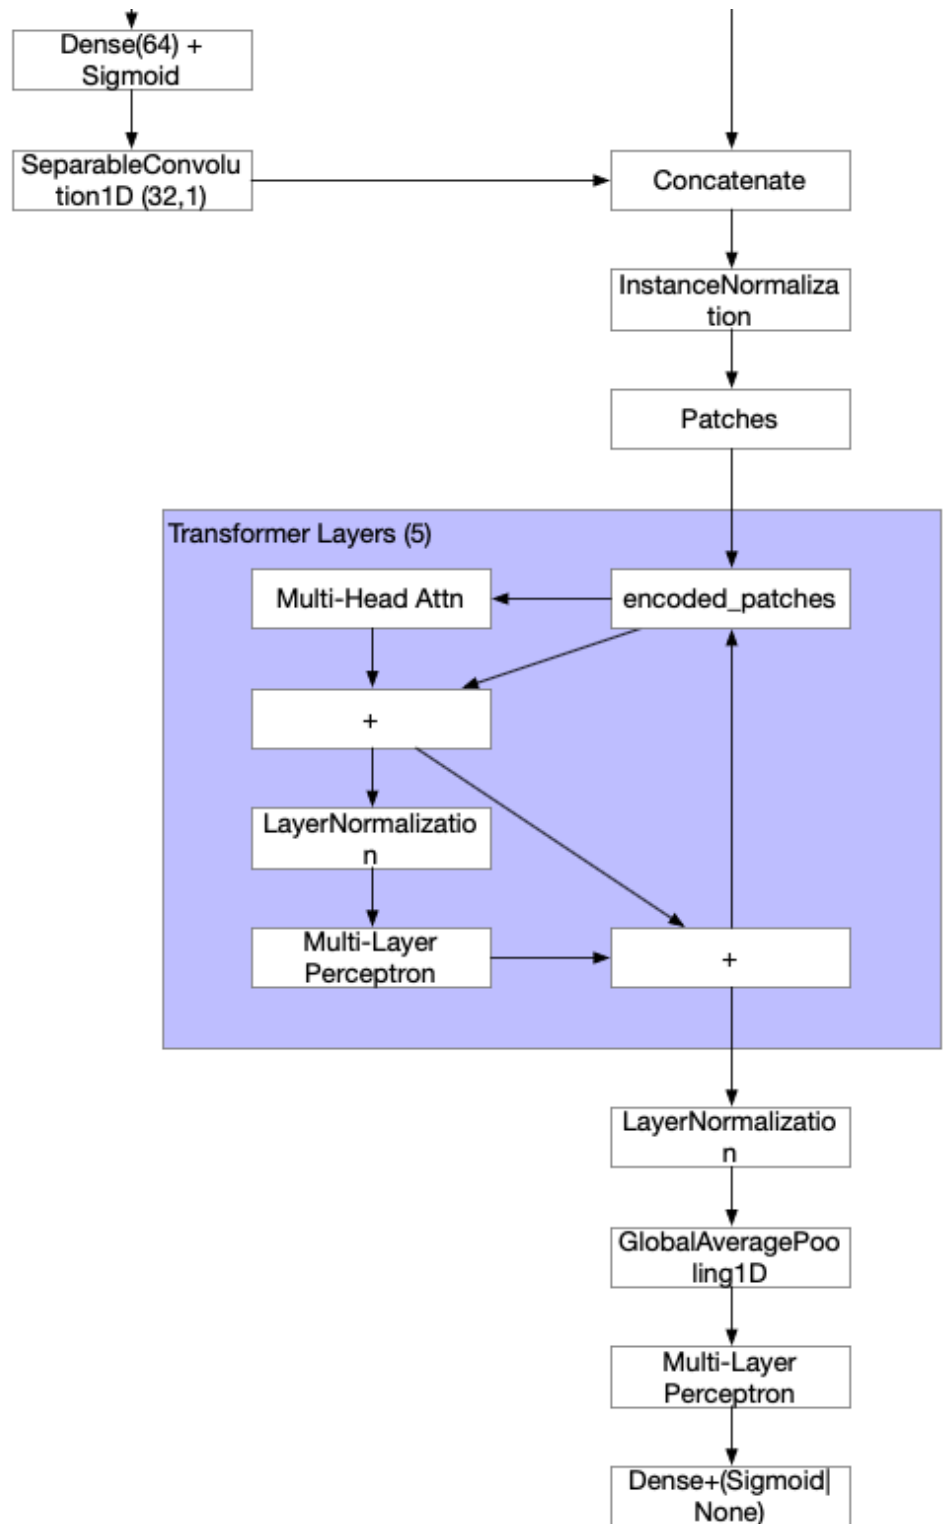 Dense(64) +
Sigmoid
SeparableConvolu
tion1D (32,1)
Concatenate
InstanceNormaliza
tion
Patches
Transformer Layers (5)
Multi-Head Attn
encoded_patches
+
LayerNormalizatio
n
Multi-Layer
Perceptron
+
LayerNormalizatio
n
GlobalAveragePoo
ling1D
Multi-Layer
Perceptron
Dense+(Sigmoid|
None)